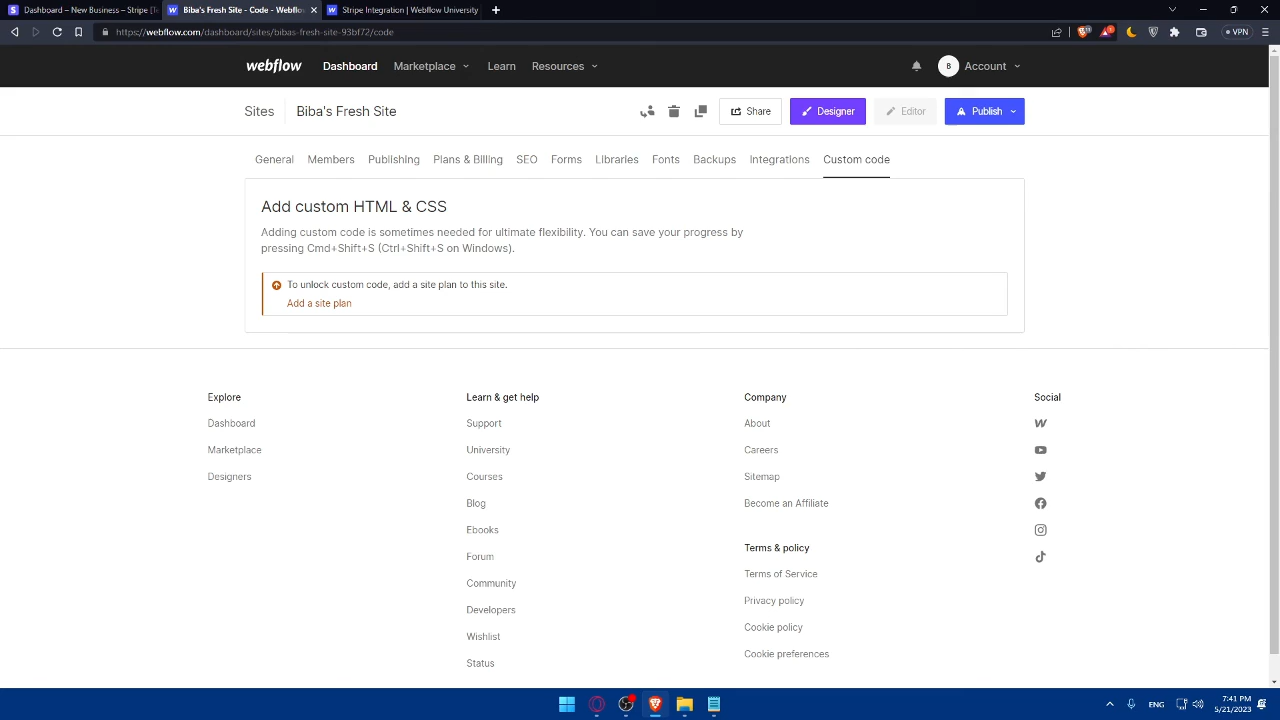 Dashboard – New Business – Stripe [Te
Biba's Fresh Site - Code - Webflow
Stripe Integration | Webflow University
https://webflow.com/dashboard/sites/bibas-fresh-site-93bf72/code
VPN
webflow Dashboard Marketplace Learn Resources B Account
Sites Biba's Fresh Site Share Designer Editor Publish
General Members Publishing Plans & Billing SEO Forms Libraries Fonts Backups Integrations Custom code
Add custom HTML & CSS
Adding custom code is sometimes needed for ultimate flexibility. You can save your progress by
pressing Cmd+Shift+S (Ctrl+Shift+S on Windows).
To unlock custom code, add a site plan to this site.
Add a site plan
Explore
Dashboard
Marketplace
Designers
Learn & get help
Support
University
Courses
Blog
Ebooks
Forum
Community
Developers
Wishlist
Status
Company
About
Careers
Sitemap
Become an Affiliate
Terms & policy
Terms of Service
Privacy policy
Cookie policy
Cookie preferences
Social
ENG
7:41 PM
5/21/2023